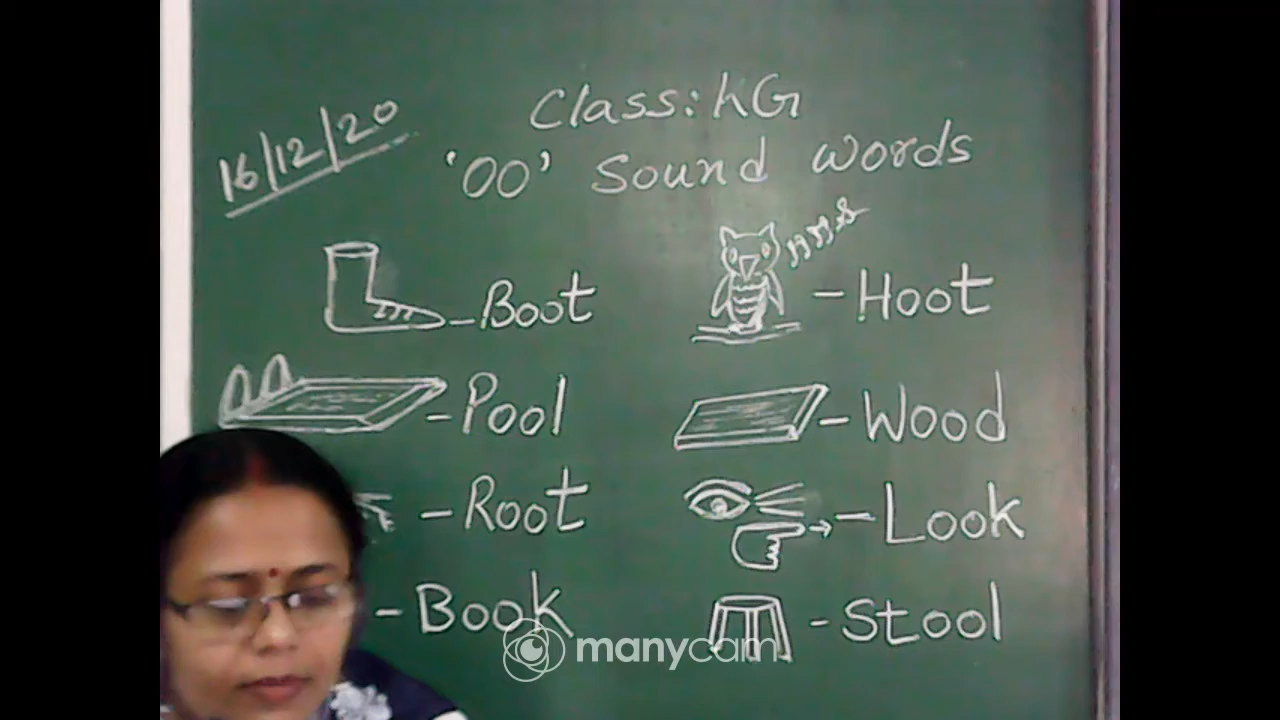 16/12/20
Class: KG
'OO' Sound words
- Boot
- Hoot
- Pool
- Wood
- Root
- Look
- Book
- Stool
manycam